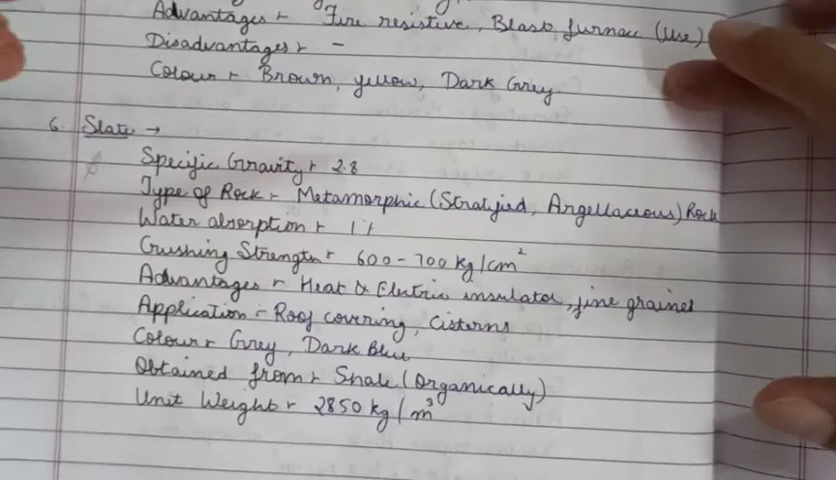 Advantages :- Fire resistive, Blast furnace (Use)
Disadvantages :- -
Colour :- Brown, yellow, Dark Grey
6. Slate →
Specific Gravity :- 2.8
Type of Rock :- Metamorphic (Stratified, Argellaceous) Rock
Water absorption :- 1%
Crushing Strength :- 600 - 700 kg/cm²
Advantages :- Heat & Electric insulator, fine graines
Application :- Roof covering, Cisterns
Colour :- Grey, Dark Blue
Obtained from :- Shale (Organically)
Unit Weight :- 2850 kg/m³